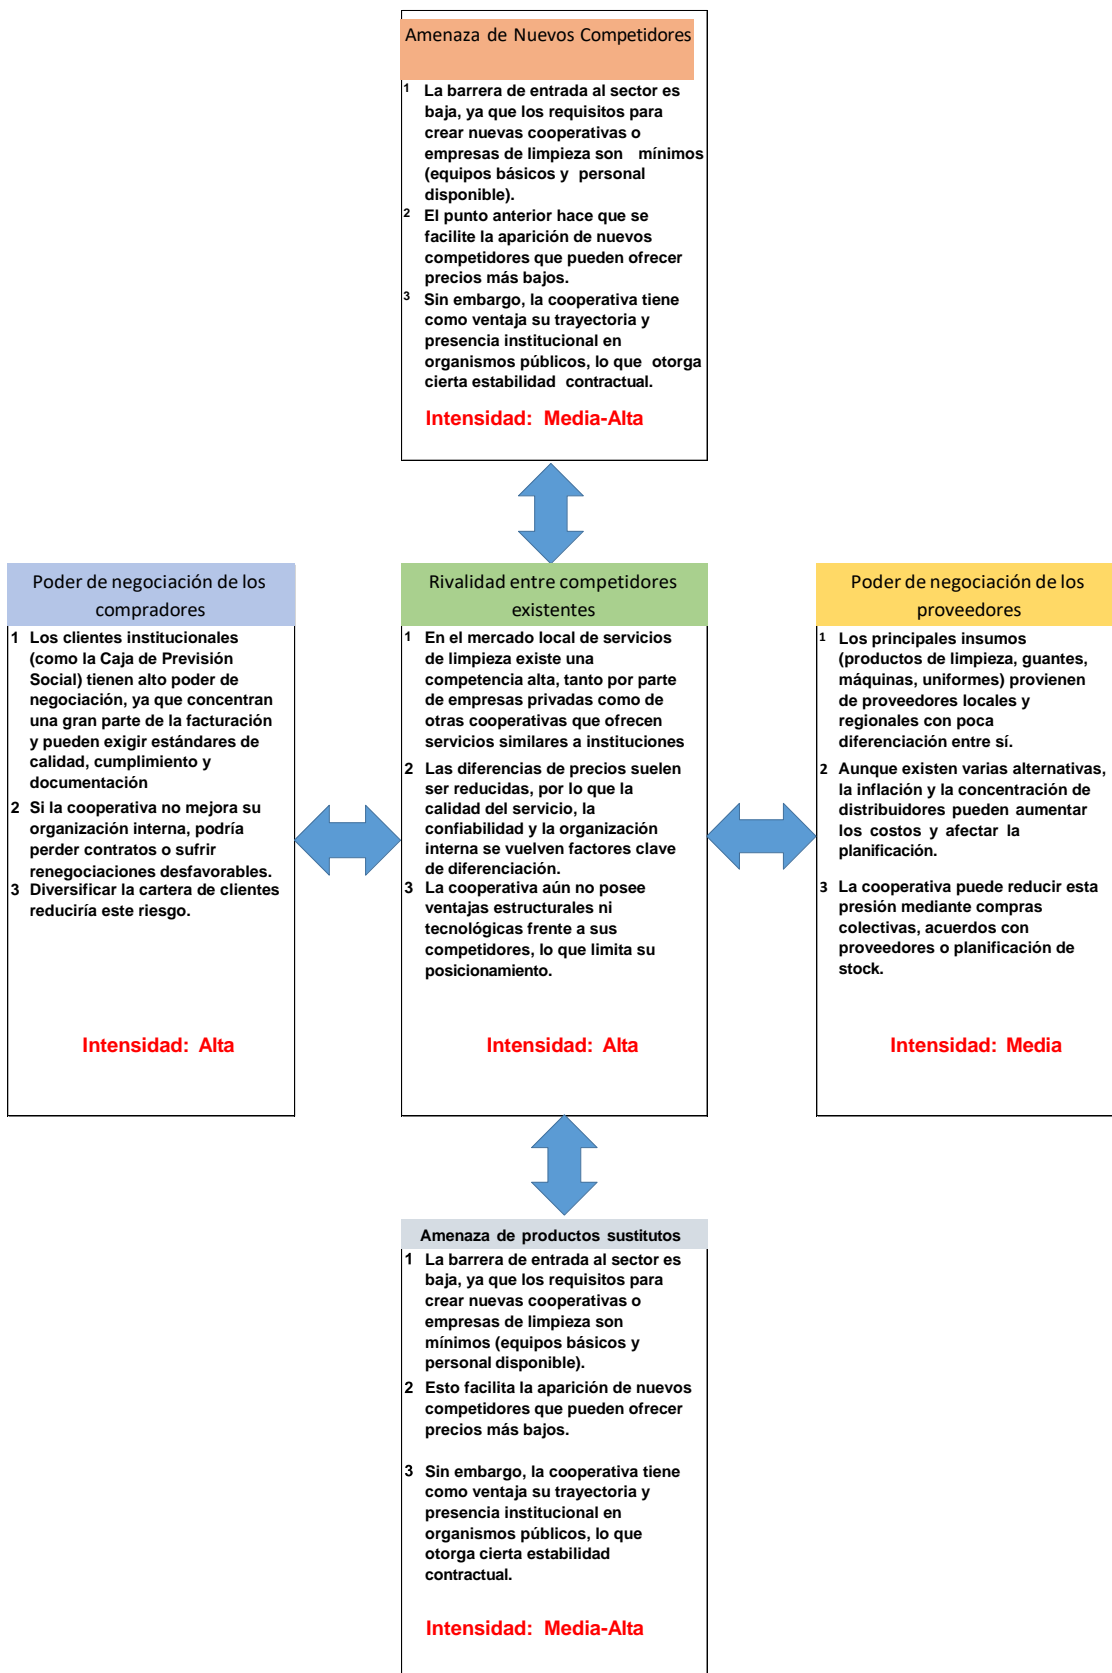 Amenaza de Nuevos Competidores
1 La barrera de entrada al sector es
baja, ya que los requisitos para
crear nuevas cooperativas o
empresas de limpieza son mínimos
(equipos básicos y personal
disponible).
2 El punto anterior hace que se
facilite la aparición de nuevos
competidores que pueden ofrecer
precios más bajos.
3 Sin embargo, la cooperativa tiene
como ventaja su trayectoria y
presencia institucional en
organismos públicos, lo que otorga
cierta estabilidad contractual.
Intensidad: Media-Alta
Poder de negociación de los
compradores
1 Los clientes institucionales
(como la Caja de Previsión
Social) tienen alto poder de
negociación, ya que concentran
una gran parte de la facturación
y pueden exigir estándares de
calidad, cumplimiento y
documentación
2 Si la cooperativa no mejora su
organización interna, podría
perder contratos o sufrir
renegociaciones desfavorables.
3 Diversificar la cartera de clientes
reduciría este riesgo.
Intensidad: Alta
Rivalidad entre competidores
existentes
1 En el mercado local de servicios
de limpieza existe una
competencia alta, tanto por parte
de empresas privadas como de
otras cooperativas que ofrecen
servicios similares a instituciones
2 Las diferencias de precios suelen
ser reducidas, por lo que la
calidad del servicio, la
confiabilidad y la organización
interna se vuelven factores clave
de diferenciación.
3 La cooperativa aún no posee
ventajas estructurales ni
tecnológicas frente a sus
competidores, lo que limita su
posicionamiento.
Intensidad: Alta
Poder de negociación de los
proveedores
1 Los principales insumos
(productos de limpieza, guantes,
máquinas, uniformes) provienen
de proveedores locales y
regionales con poca
diferenciación entre sí.
2 Aunque existen varias alternativas,
la inflación y la concentración de
distribuidores pueden aumentar
los costos y afectar la
planificación.
3 La cooperativa puede reducir esta
presión mediante compras
colectivas, acuerdos con
proveedores o planificación de
stock.
Intensidad: Media
Amenaza de productos sustitutos
1 La barrera de entrada al sector es
baja, ya que los requisitos para
crear nuevas cooperativas o
empresas de limpieza son
mínimos (equipos básicos y
personal disponible).
2 Esto facilita la aparición de nuevos
competidores que pueden ofrecer
precios más bajos.
3 Sin embargo, la cooperativa tiene
como ventaja su trayectoria y
presencia institucional en
organismos públicos, lo que
otorga cierta estabilidad
contractual.
Intensidad: Media-Alta